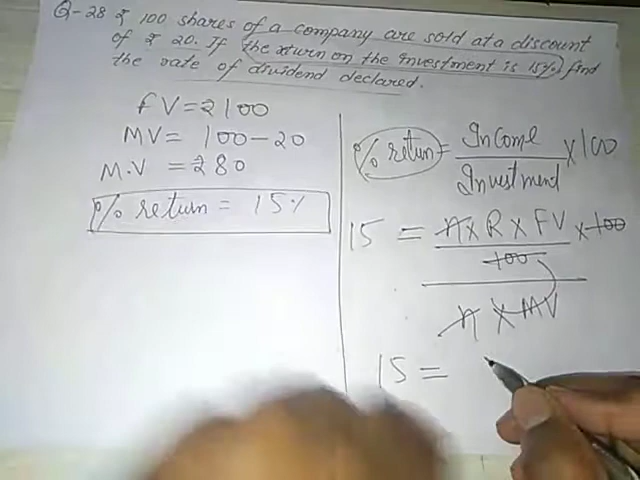 Q-28 ₹ 100 shares of a company are sold at a discount
of ₹ 20. If the return on the investment is 15%, find
the rate of dividend declared.
FV = ₹100
MV = 100-20
M.V = ₹80
% return = 15%
% return = Income / Investment × 100
15 = n × R × FV / 100 × 100
n × MV
15 =